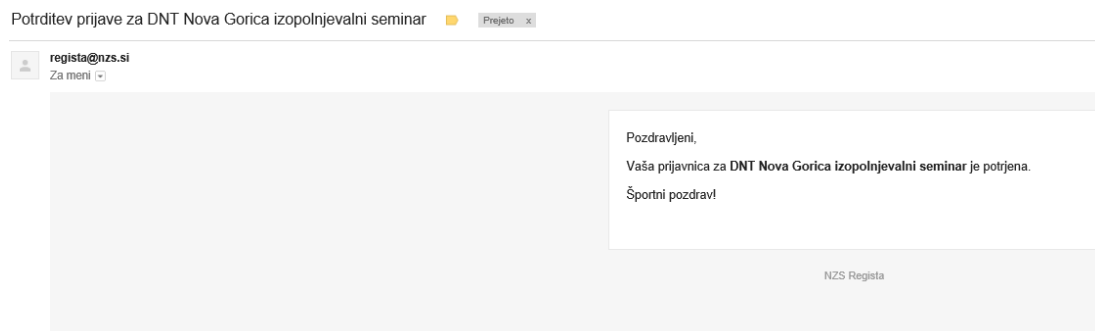 Potrditev prijave za DNT Nova Gorica izopolnjevalni seminar
Prejeto x
regista@nzs.si
Za meni
Pozdravljeni,
Vaša prijavnica za DNT Nova Gorica izopolnjevalni seminar je potrjena.
Športni pozdrav!
NZS Regista